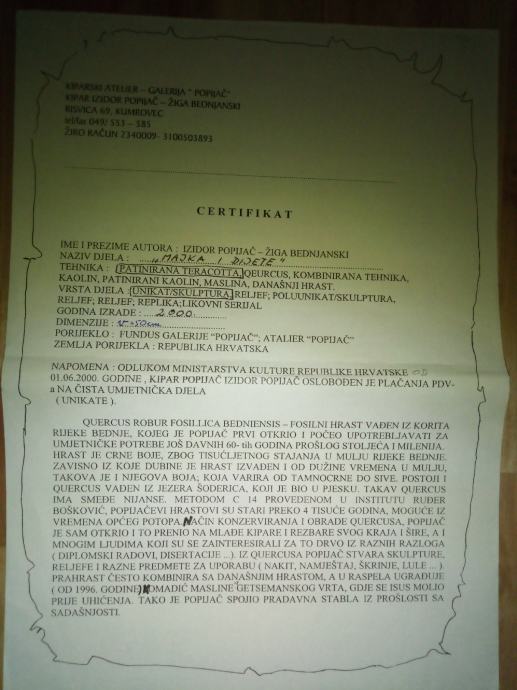 KIPARSKI ATELJER – GALERIJA " POPIJAČ"
KIPAR IZIDOR POPIJAČ – ŽIGA BEDNJANSKI
RISVICA 69, KUMROVEC
tel/fax 049/ 553 – 385
ŽIRO RAČUN 2340009- 3100503893
CERTIFIKAT
IME I PREZIME AUTORA : IZIDOR POPIJAČ – ŽIGA BEDNJANSKI
NAZIV DJELA : „MAJKA I DIJETE"
TEHNIKA : PATINIRANA TERACOTTA, QEURCUS, KOMBINIRANA TEHNIKA,
KAOLIN, PATINIRANI KAOLIN, MASLINA, DANAŠNJI HRAST.
VRSTA DJELA : UNIKAT/SKULPTURA, RELJEF; POLUUNIKAT/SKULPTURA,
RELJEF; RELJEF; REPLIKA; LIKOVNI SERIJAL
GODINA IZRADE : 2000
DIMENZIJE : V-50cm
PORIJEKLO : FUNDUS GALERIJE "POPIJAČ"; ATALIER "POPIJAČ"
ZEMLJA PORIJEKLA : REPUBLIKA HRVATSKA
NAPOMENA : ODLUKOM MINISTARSTVA KULTURE REPUBLIKE HRVATSKE OD
01.06.2000. GODINE , KIPAR POPIJAČ IZIDOR POPIJAČ OSLOBOĐEN JE PLAČANJA PDV-
a NA ČISTA UMJETNIČKA DJELA
( UNIKATE ).
QUERCUS ROBUR FOSILLICA BEDNIENSIS – FOSILNI HRAST VAĐEN IZ KORITA
RIJEKE BEDNJE, KOJEG JE POPIJAČ PRVI OTKRIO I POČEO UPOTREBLJAVATI ZA
UMJETNIČKE POTREBE JOŠ DAVNIH 60- tih GODINA PROŠLOG STOLJEĆA I MILENIJA.
HRAST JE CRNE BOJE, ZBOG TISUĆLJETNOG STAJANJA U MULJU RIJEKE BEDNJE.
ZAVISNO IZ KOJE DUBINE JE HRAST IZVAĐEN I OD DUŽINE VREMENA U MULJU,
TAKOVA JE I NJEGOVA BOJA, KOJA VARIRA OD TAMNOCRNE DO SIVE. POSTOJI I
QUERCUS VAĐEN IZ JEZERA ŠODERICA, KOJI JE BIO U PJESKU. TAKAV QUERCUS
IMA SMEĐE NIJANSE. METODOM C 14 PROVEDENOM U INSTITUTU RUĐER
BOŠKOVIĆ, POPIJAČEVI HRASTOVI SU STARI PREKO 4 TISUĆE GODINA, MOGUĆE IZ
VREMENA OPĆEG POTOPA. NAČIN KONZERVIRANJA I OBRADE QUERCUSA, POPIJAČ
JE SAM OTKRIO I TO PRENIO NA MLAĐE KIPARE I REZBARE SVOG KRAJA I ŠIRE, A I
MNOGIM LJUDIMA KOJI SU SE ZAINTERESIRALI ZA TO DRVO IZ RAZNIH RAZLOGA
( DIPLOMSKI RADOVI, DISERTACIJE ...). IZ QUERCUSA POPIJAČ STVARA SKULPTURE,
RELJEFE I RAZNE PREDMETE ZA UPORABU ( NAKIT, NAMJEŠTAJ, ŠKRINJE, LULE ... ).
PRAHRAST ČESTO KOMBINIRA SA DANAŠNJIM HRASTOM, A U RASPELA UGRAĐUJE
( OD 1996. GODINE) KOMADIĆ MASLINE GETSEMANSKOG VRTA, GDJE SE ISUS MOLIO
PRIJE UHIĆENJA. TAKO JE POPIJAČ SPOJIO PRADAVNA STABLA IZ PROŠLOSTI SA
SADAŠNJOSTI.